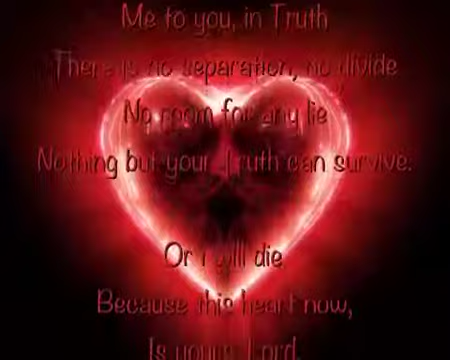 Me to you, in Truth
There is no separation, no divide
No room for any lie
Nothing but your Truth can survive.
Or i will die
Because this heart now,
Is yours, Lord.